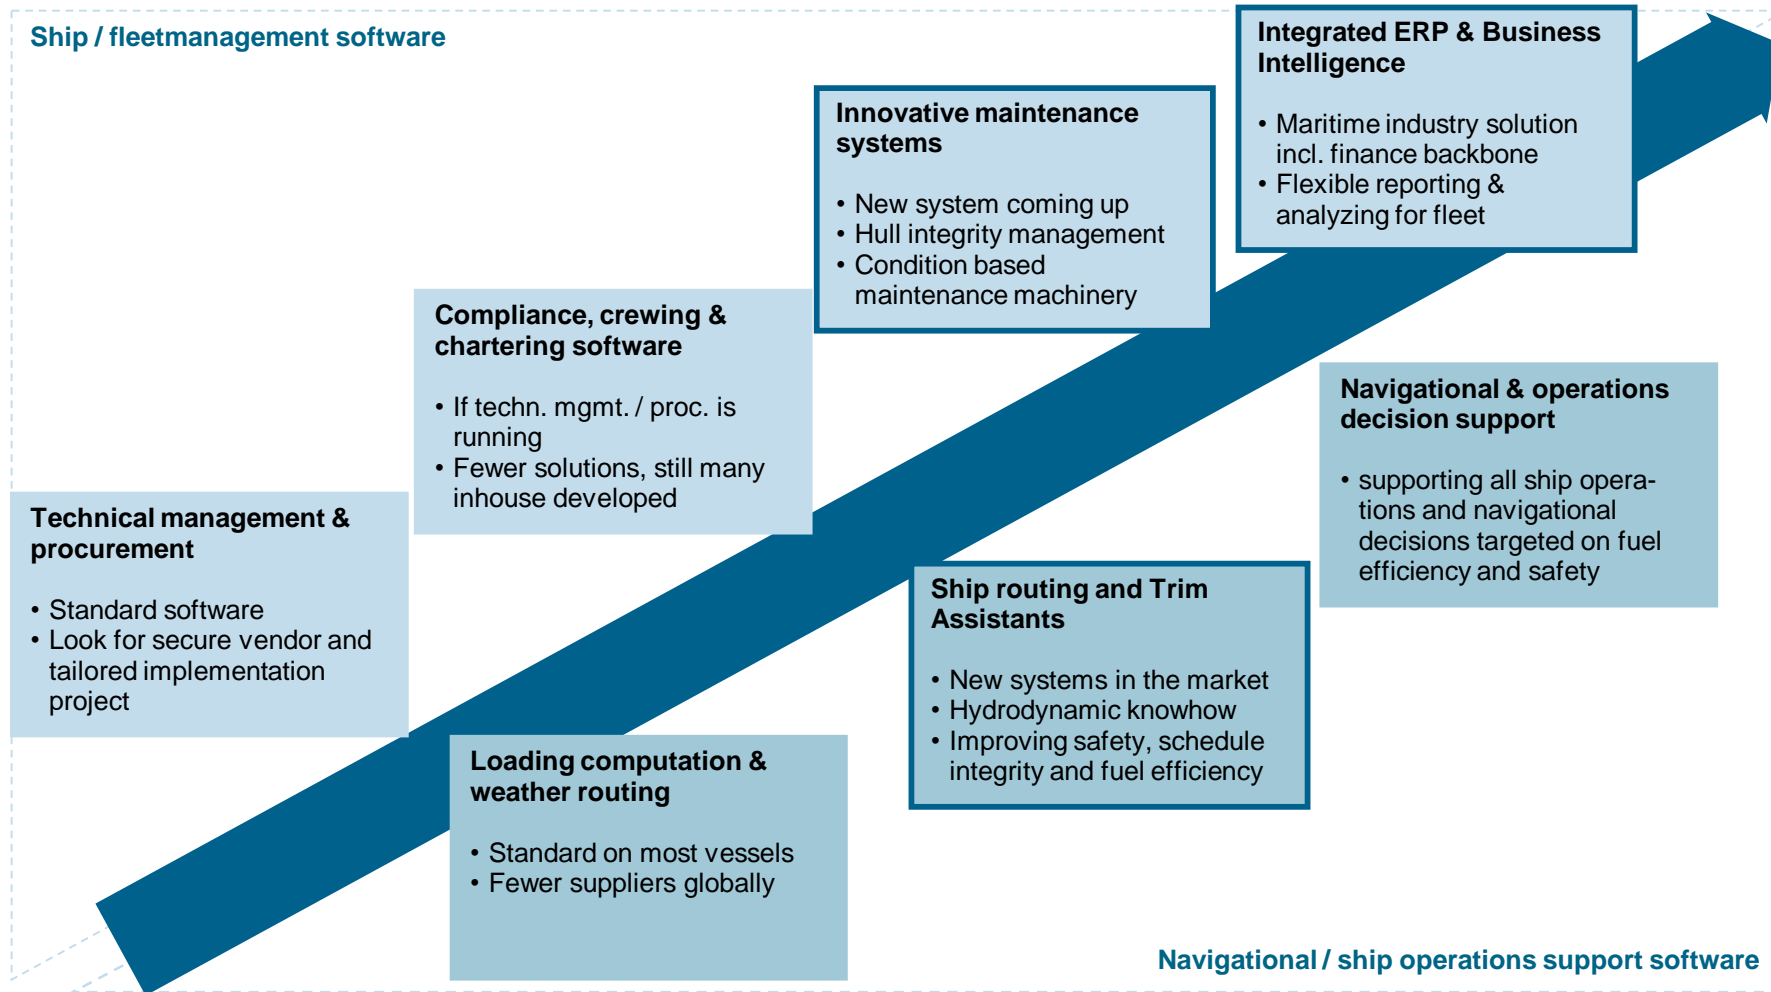 Ship / fleetmanagement software
Integrated ERP & Business
Intelligence
• Maritime industry solution
incl. finance backbone
• Flexible reporting &
analyzing for fleet
Innovative maintenance
systems
• New system coming up
• Hull integrity management
• Condition based
maintenance machinery
Compliance, crewing &
chartering software
• If techn. mgmt. / proc. is
running
• Fewer solutions, still many
inhouse developed
Technical management &
procurement
• Standard software
• Look for secure vendor and
tailored implementation
project
Navigational & operations
decision support
• supporting all ship opera-
tions and navigational
decisions targeted on fuel
efficiency and safety
Ship routing and Trim
Assistants
• New systems in the market
• Hydrodynamic knowhow
• Improving safety, schedule
integrity and fuel efficiency
Loading computation &
weather routing
• Standard on most vessels
• Fewer suppliers globally
Navigational / ship operations support software